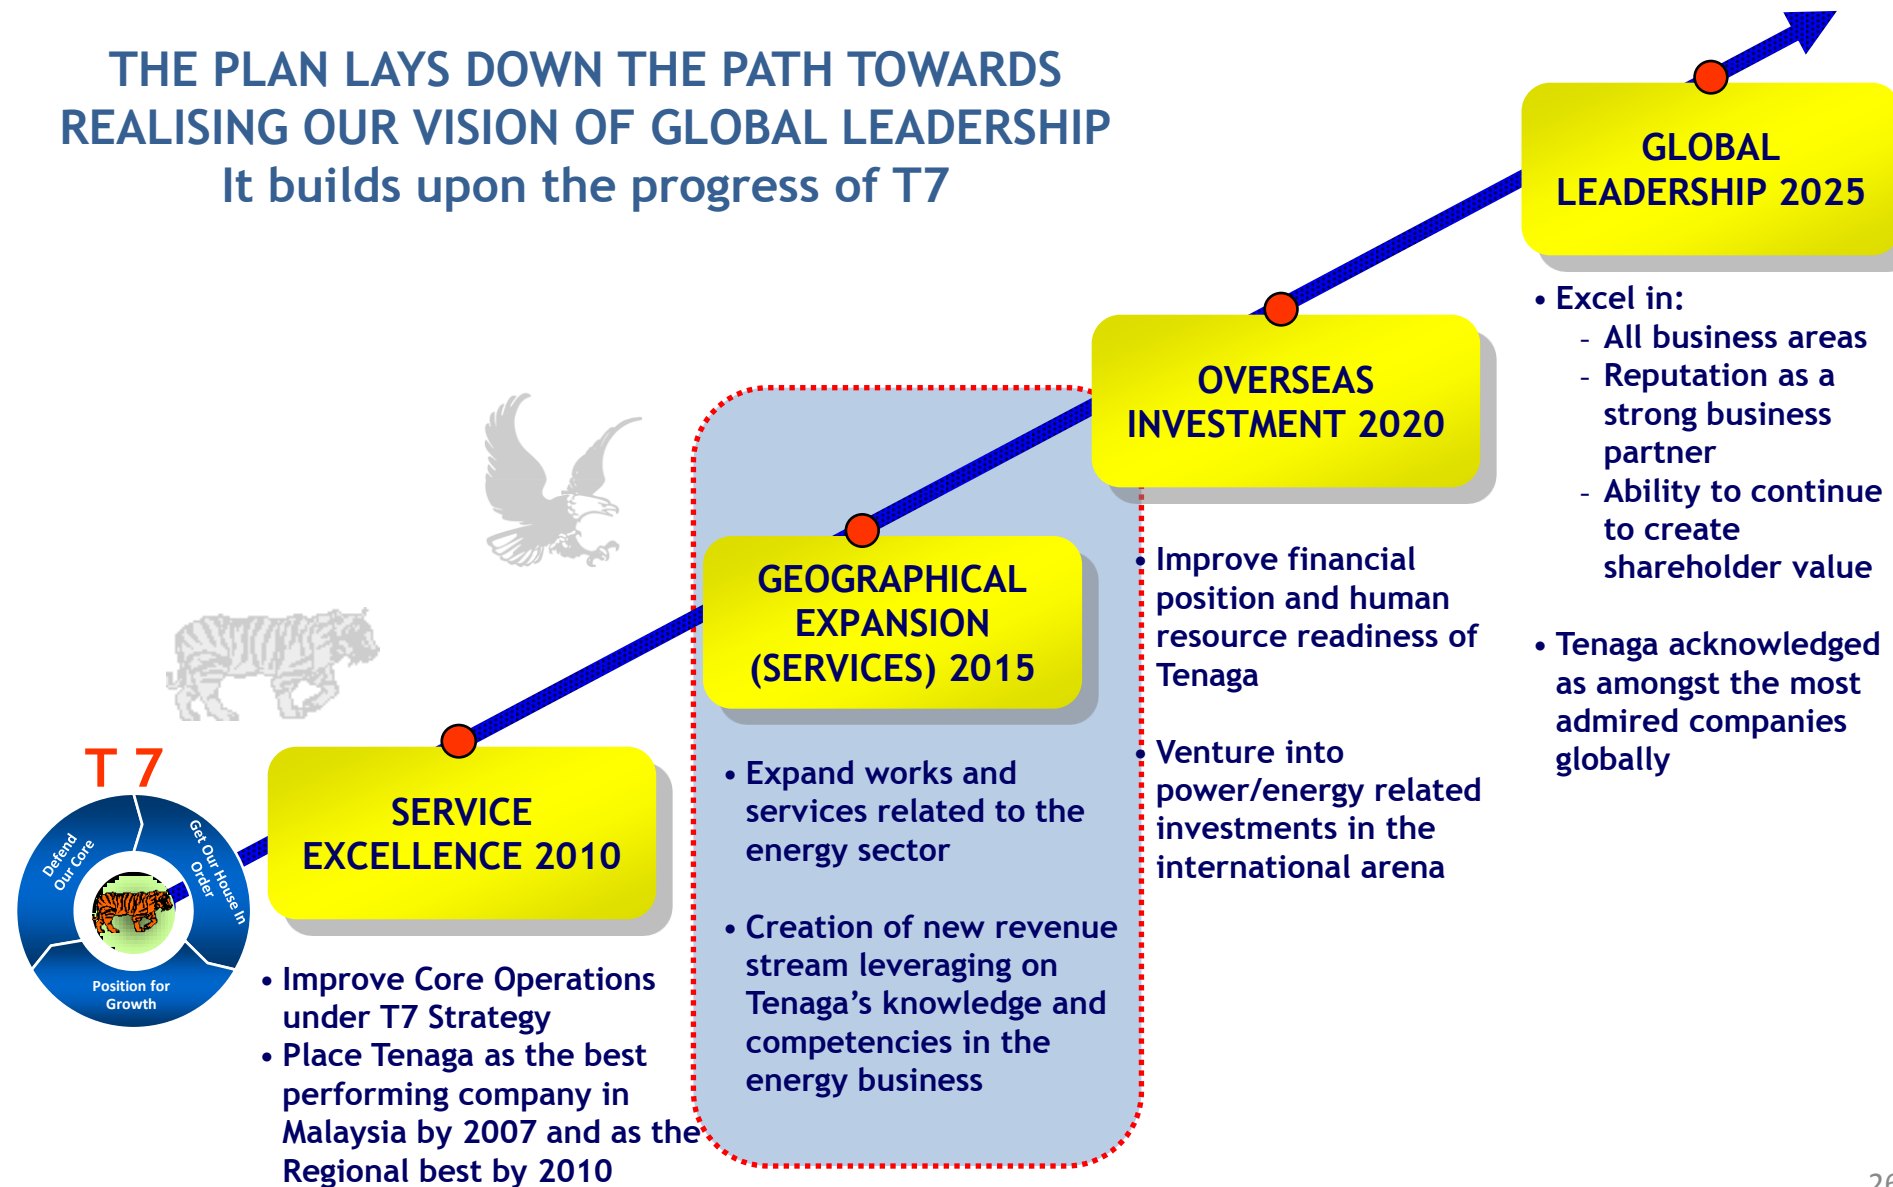 THE PLAN LAYS DOWN THE PATH TOWARDS
REALISING OUR VISION OF GLOBAL LEADERSHIP
It builds upon the progress of T7
T 7
Defend
Our Core
Get Our House In
Order
Position for
Growth
SERVICE
EXCELLENCE 2010
• Improve Core Operations
under T7 Strategy
• Place Tenaga as the best
performing company in
Malaysia by 2007 and as the
Regional best by 2010
GEOGRAPHICAL
EXPANSION
(SERVICES) 2015
• Expand works and
services related to the
energy sector
• Creation of new revenue
stream leveraging on
Tenaga’s knowledge and
competencies in the
energy business
OVERSEAS
INVESTMENT 2020
• Improve financial
position and human
resource readiness of
Tenaga
• Venture into
power/energy related
investments in the
international arena
GLOBAL
LEADERSHIP 2025
• Excel in:
- All business areas
- Reputation as a
strong business
partner
- Ability to continue
to create
shareholder value
• Tenaga acknowledged
as amongst the most
admired companies
globally
26